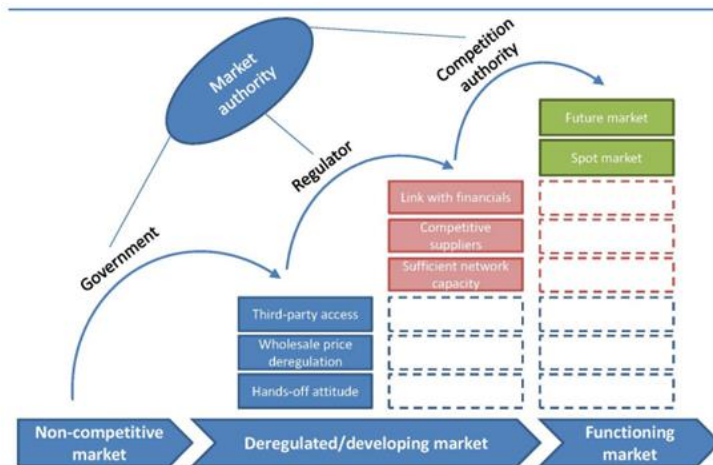 Market
authority
Competition
authority
Regulator
Government
Future market
Spot market
Link with financials
Competitive
suppliers
Sufficient network
capacity
Third-party access
Wholesale price
deregulation
Hands-off attitude
Non-competitive
market
Deregulated/developing market
Functioning
market